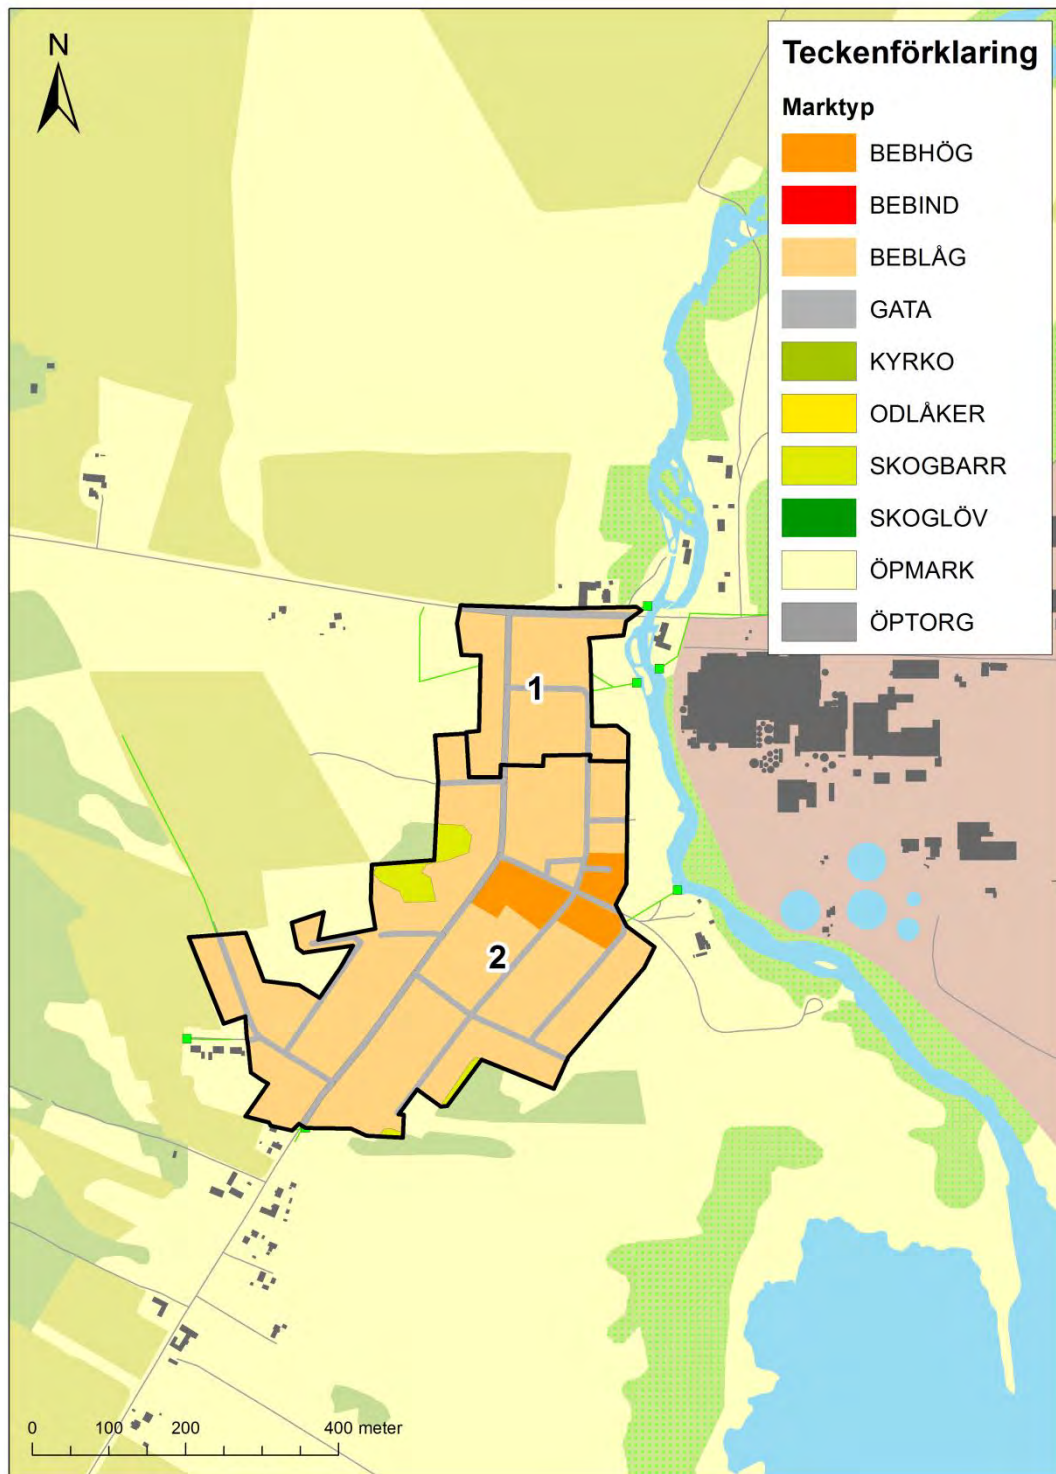 N
Teckenförklaring
Marktyp
BEBHÖG
BEBIND
BEBLÅG
GATA
KYRKO
ODLÅKER
SKOGBARR
SKOGLÖV
ÖPMARK
ÖPTORG
1
2
0 100 200 400 meter